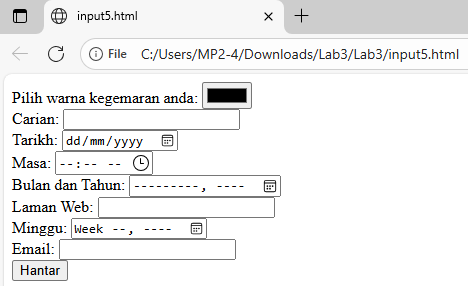 input5.html
File C:/Users/MP2-4/Downloads/Lab3/Lab3/input5.html
Pilih warna kegemaran anda:
Carian:
Tarikh: dd/mm/yyyy
Masa: --:-- --
Bulan dan Tahun: ---------, ----
Laman Web:
Minggu: Week --, ----
Email:
Hantar